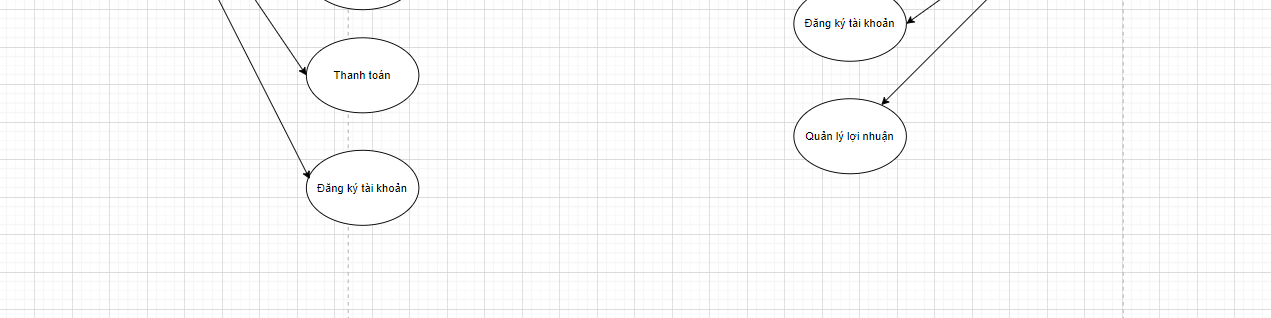 Đăng ký tài khoản
Thanh toán
Quản lý lợi nhuận
Đăng ký tài khoản